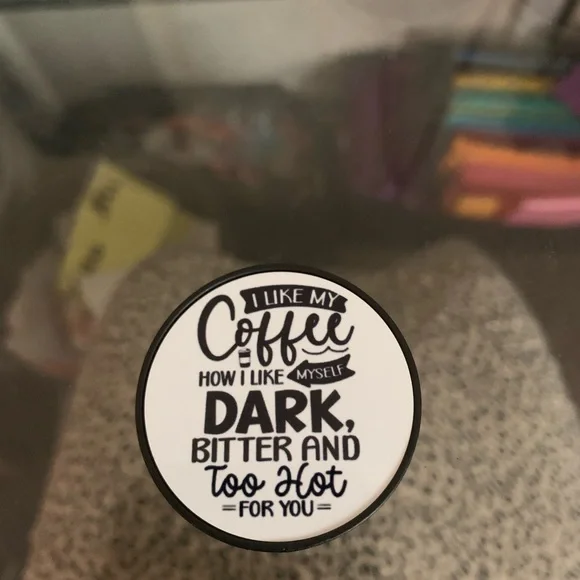 I LIKE MY
Coffee
HOW I LIKE MYSELF
DARK,
BITTER AND
Too Hot
FOR YOU